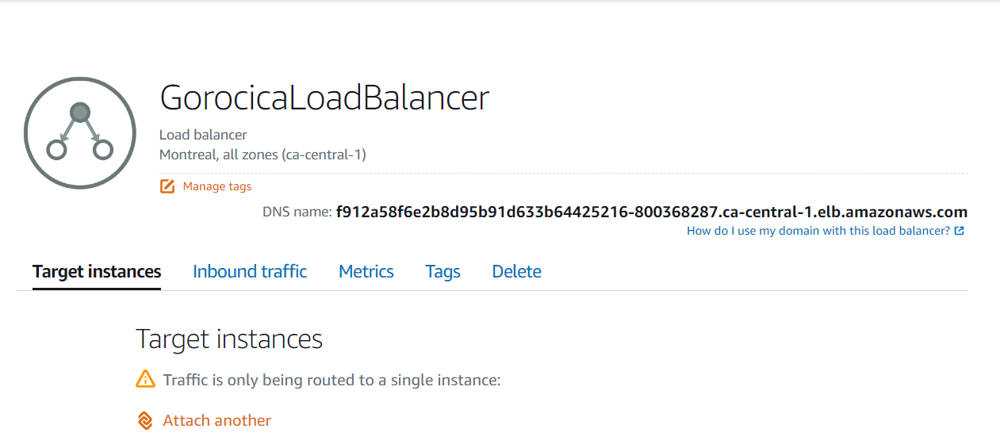 GorocicaLoadBalancer
Load balancer
Montreal, all zones (ca-central-1)
Manage tags
DNS name: f912a58f6e2b8d95b91d633b64425216-800368287.ca-central-1.elb.amazonaws.com
How do I use my domain with this load balancer?
Target instances Inbound traffic Metrics Tags Delete
Target instances
Traffic is only being routed to a single instance:
Attach another